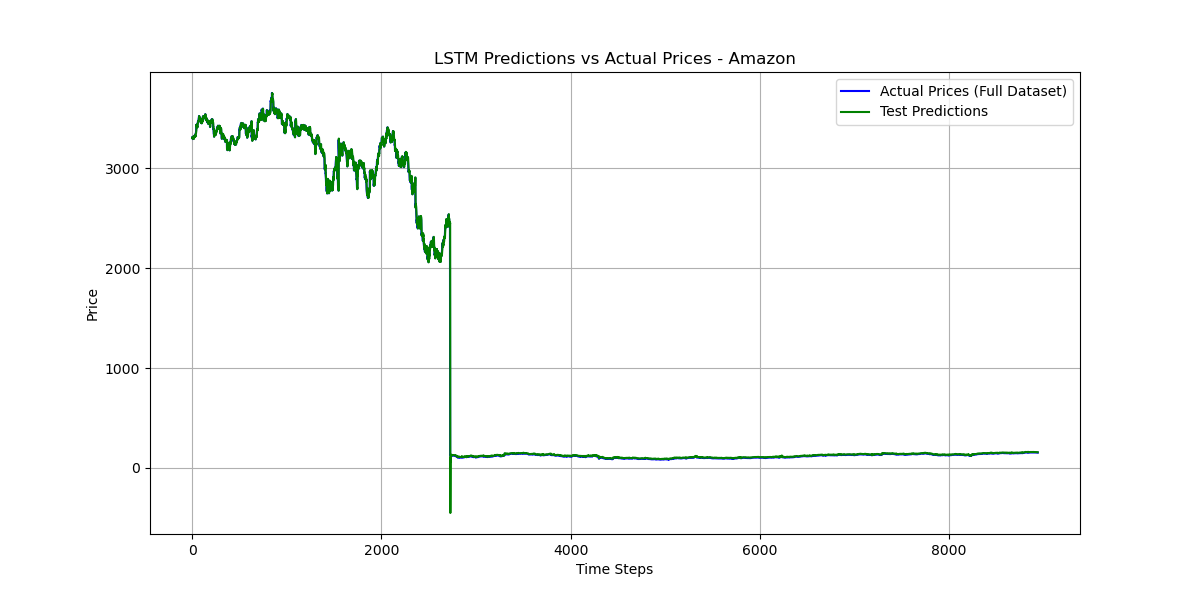 LSTM Predictions vs Actual Prices - Amazon
Actual Prices (Full Dataset)
Test Predictions
Price
3000
2000
1000
0
0 2000 4000 6000 8000
Time Steps